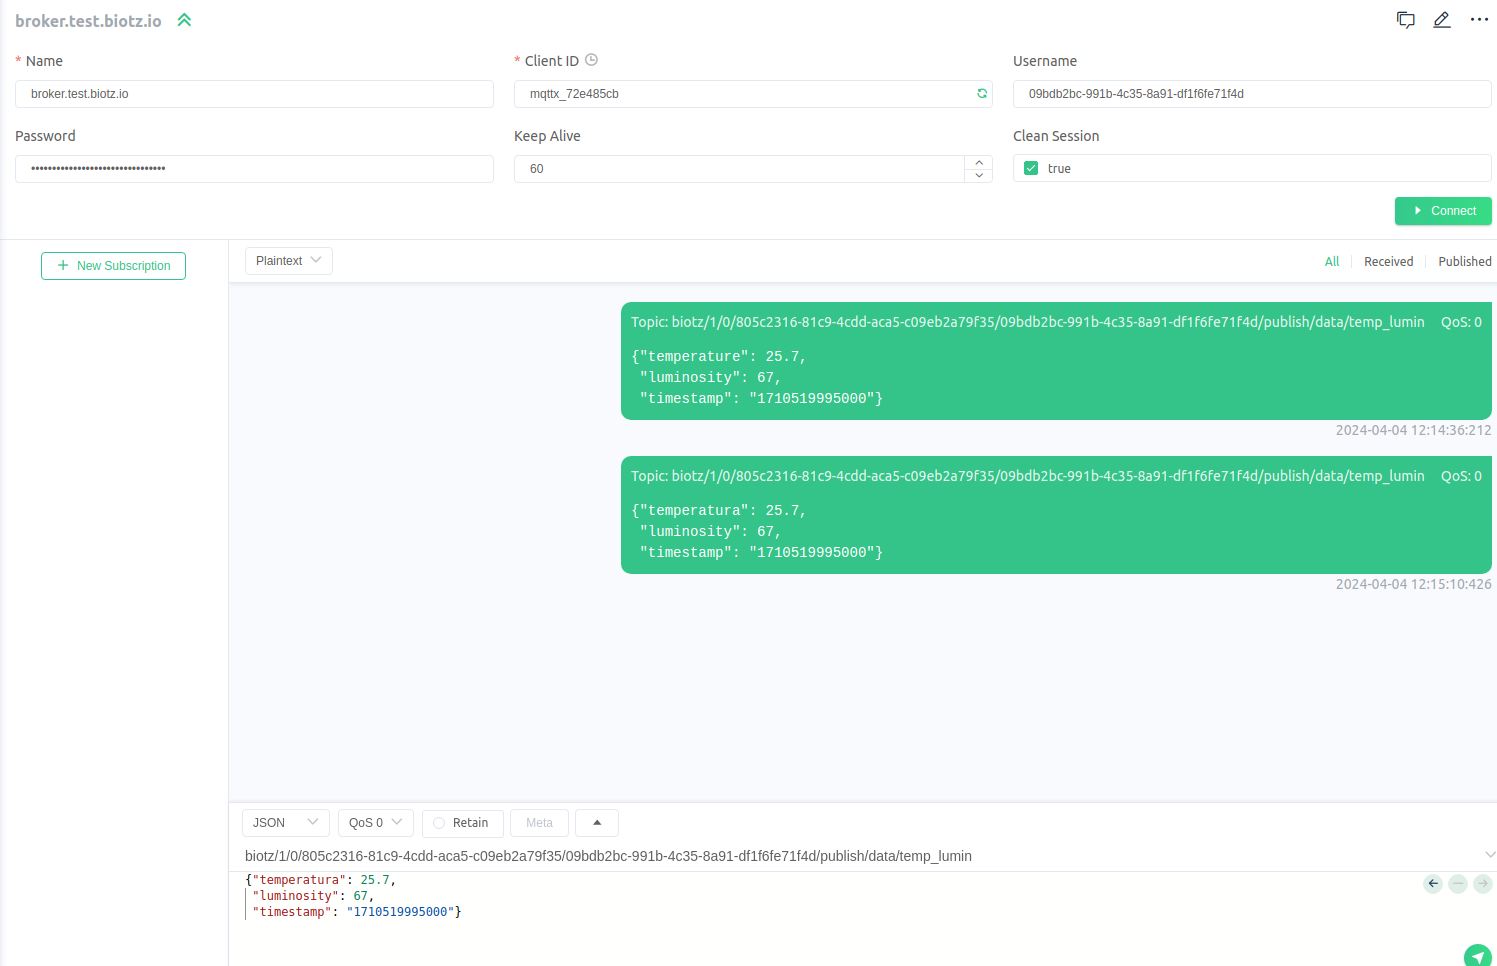 broker.test.biotz.io
* Name
* Client ID
Username
broker.test.biotz.io
mqttx_72e485cb
09bdb2bc-991b-4c35-8a91-df1f6fe71f4d
Password
Keep Alive
Clean Session
••••••••••••••••••••••••••••••••
60
true
Connect
New Subscription
Plaintext
All
Received
Published
Topic: biotz/1/0/805c2316-81c9-4cdd-aca5-c09eb2a79f35/09bdb2bc-991b-4c35-8a91-df1f6fe71f4d/publish/data/temp_lumin QoS: 0
{"temperature": 25.7,
"luminosity": 67,
"timestamp": "1710519995000"}
2024-04-04 12:14:36:212
Topic: biotz/1/0/805c2316-81c9-4cdd-aca5-c09eb2a79f35/09bdb2bc-991b-4c35-8a91-df1f6fe71f4d/publish/data/temp_lumin QoS: 0
{"temperatura": 25.7,
"luminosity": 67,
"timestamp": "1710519995000"}
2024-04-04 12:15:10:426
JSON
QoS 0
Retain
Meta
biotz/1/0/805c2316-81c9-4cdd-aca5-c09eb2a79f35/09bdb2bc-991b-4c35-8a91-df1f6fe71f4d/publish/data/temp_lumin
{"temperatura": 25.7,
"luminosity": 67,
"timestamp": "1710519995000"}